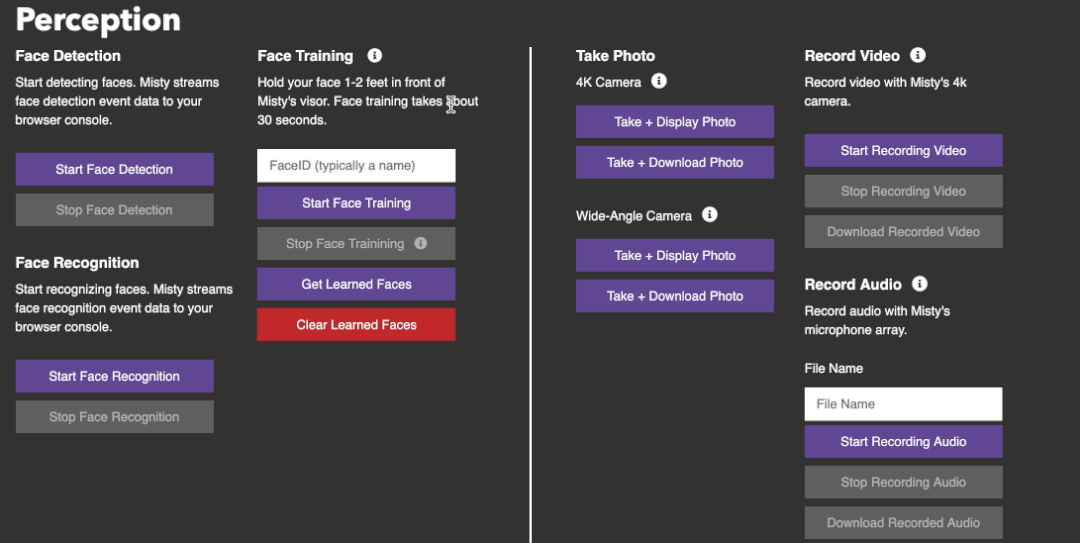 Perception
Face Detection
Start detecting faces. Misty streams
face detection event data to your
browser console.
Start Face Detection
Stop Face Detection
Face Recognition
Start recognizing faces. Misty streams
face recognition event data to your
browser console.
Start Face Recognition
Stop Face Recognition
Face Training
Hold your face 1-2 feet in front of
Misty's visor. Face training takes about
30 seconds.
FaceID (typically a name)
Start Face Training
Stop Face Trainining
Get Learned Faces
Clear Learned Faces
Take Photo
4K Camera
Take + Display Photo
Take + Download Photo
Wide-Angle Camera
Take + Display Photo
Take + Download Photo
Record Video
Record video with Misty's 4k
camera.
Start Recording Video
Stop Recording Video
Download Recorded Video
Record Audio
Record audio with Misty's
microphone array.
File Name
File Name
Start Recording Audio
Stop Recording Audio
Download Recorded Audio